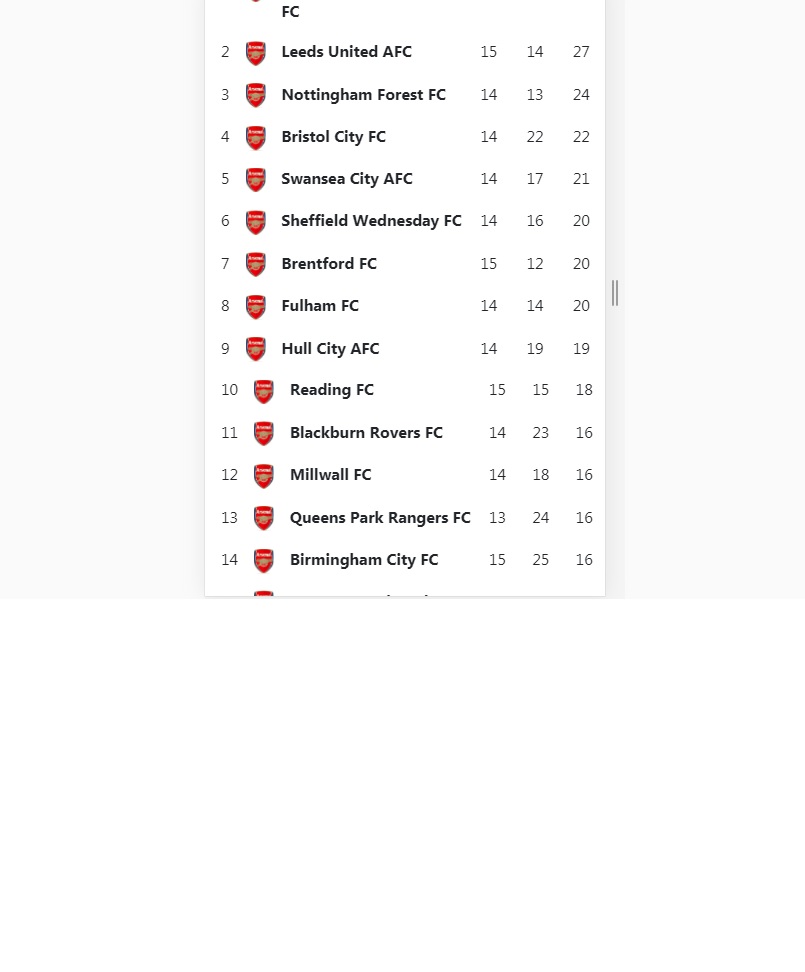 FC
2 Leeds United AFC 15 14 27
3 Nottingham Forest FC 14 13 24
4 Bristol City FC 14 22 22
5 Swansea City AFC 14 17 21
6 Sheffield Wednesday FC 14 16 20
7 Brentford FC 15 12 20
8 Fulham FC 14 14 20
9 Hull City AFC 14 19 19
10 Reading FC 15 15 18
11 Blackburn Rovers FC 14 23 16
12 Millwall FC 14 18 16
13 Queens Park Rangers FC 13 24 16
14 Birmingham City FC 15 25 16